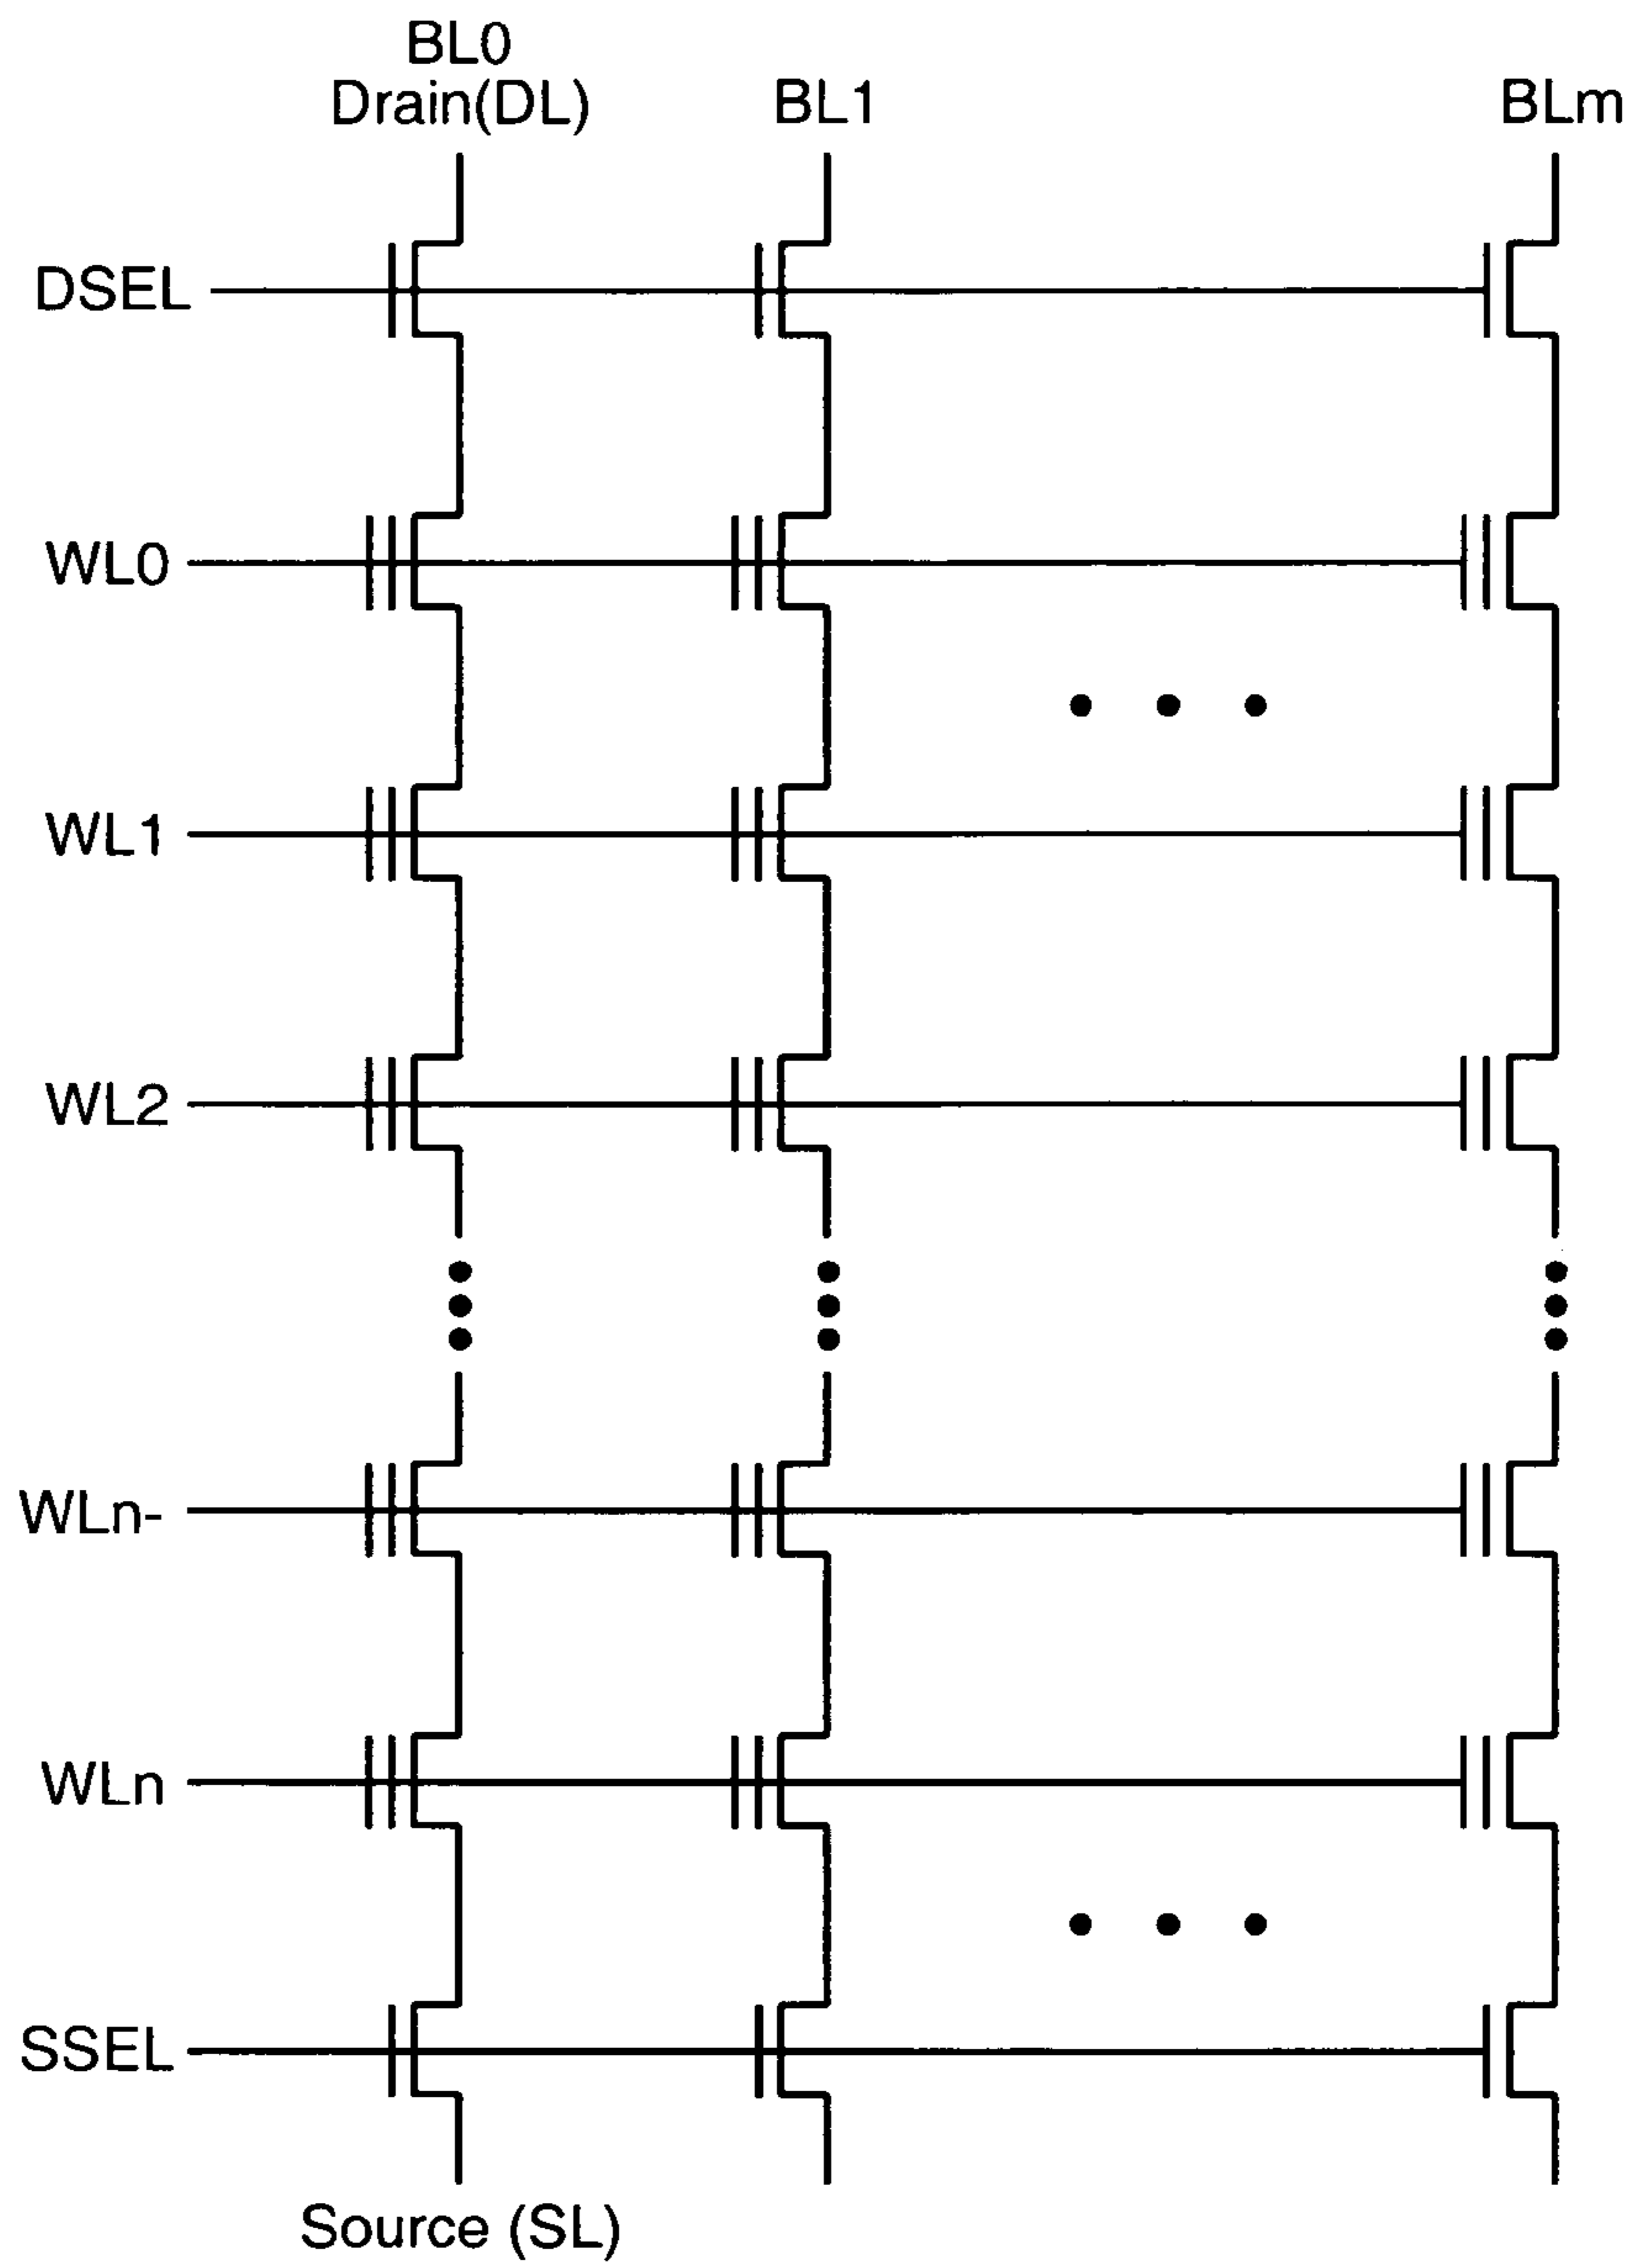 BL0
Drain(DL)
BL1
BLm
DSEL
WL0
WL1
WL2
WLn-
WLn
SSEL
Source (SL)